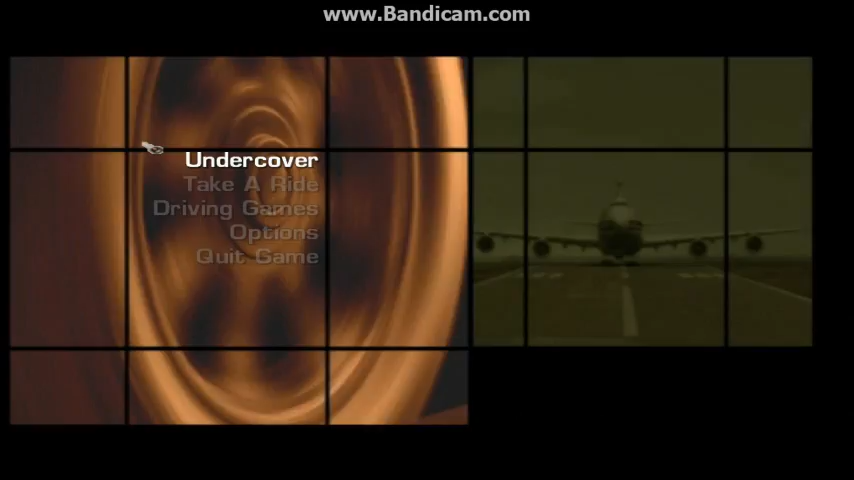 www.Bandicam.com
Undercover
Take A Ride
Driving Games
Options
Quit Game